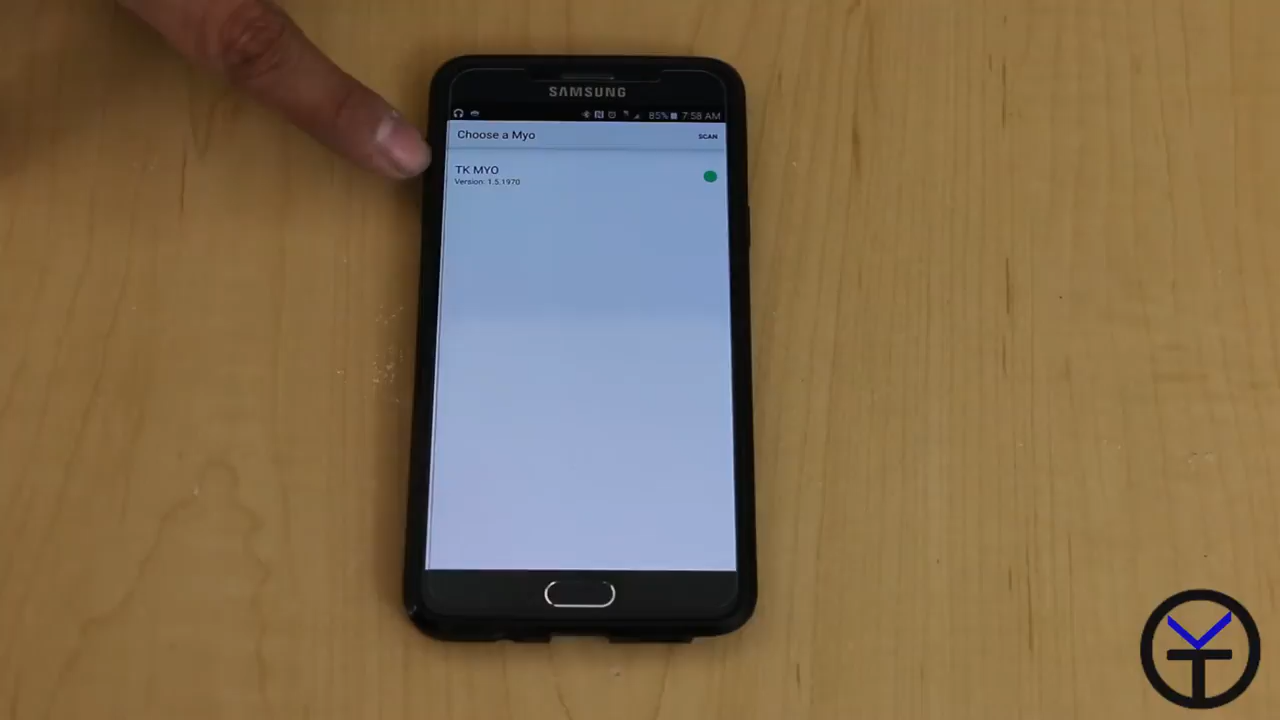 SAMSUNG
85% 7:58 AM
Choose a Myo
SCAN
TK MYO
Version: 1.5.1970